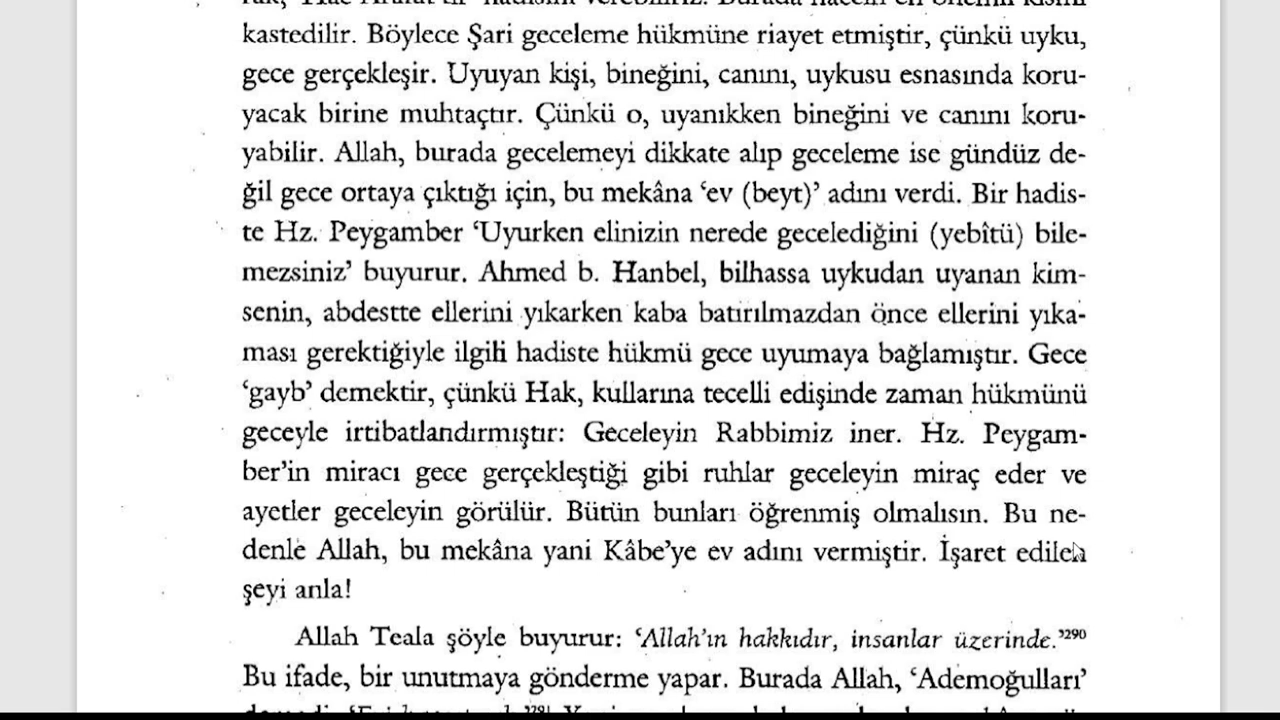 kastedilir. Böylece Şari geceleme hükmüne riayet etmiştir, çünkü uyku,
gece gerçekleşir. Uyuyan kişi, bineğini, canını, uykusu esnasında koru-
yacak birine muhtaçtır. Çünkü o, uyanıkken bineğini ve canını koru-
yabilir. Allah, burada gecelemeyi dikkate alıp geceleme ise gündüz de-
ğil gece ortaya çıktığı için, bu mekâna ‘ev (beyt)’ adını verdi. Bir hadis-
te Hz. Peygamber ‘Uyurken elinizin nerede gecelediğini (yebîtü) bile-
mezsiniz’ buyurur. Ahmed b. Hanbel, bilhassa uykudan uyanan kim-
senin, abdestte ellerini yıkarken kaba batırılmazdan önce ellerini yıka-
ması gerektiğiyle ilgili hadiste hükmü gece uyumaya bağlamıştır. Gece
‘gayb’ demektir, çünkü Hak, kullarına tecelli edişinde zaman hükmünü
geceyle irtibatlandırmıştır: Geceleyin Rabbimiz iner. Hz. Peygam-
ber’in miracı gece gerçekleştiği gibi ruhlar geceleyin miraç eder ve
ayetler geceleyin görülür. Bütün bunları öğrenmiş olmalısın. Bu ne-
denle Allah, bu mekâna yani Kâbe’ye ev adını vermiştir. İşaret edilen
şeyi anla!
Allah Teala şöyle buyurur: ‘Allah’ın hakkıdır, insanlar üzerinde.’290
Bu ifade, bir unutmaya gönderme yapar. Burada Allah, ‘Ademoğulları’